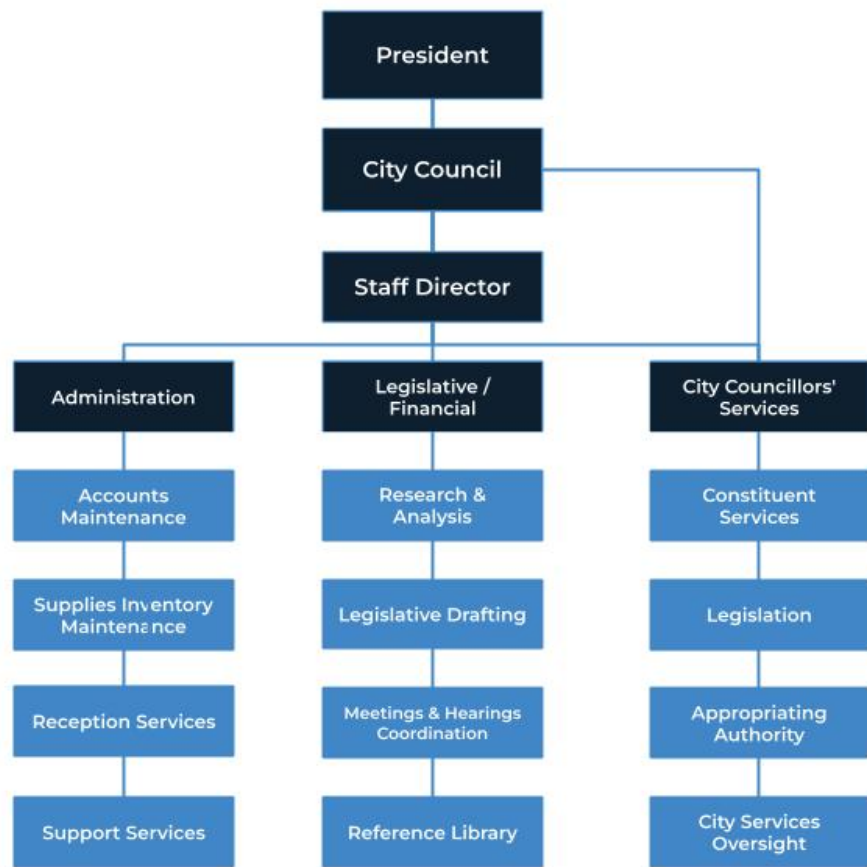 President
City Council
Staff Director
Administration
Legislative /
Financial
City Councillors'
Services
Accounts
Maintenance
Research &
Analysis
Constituent
Services
Supplies Inventory
Maintenance
Legislative Drafting
Legislation
Reception Services
Meetings & Hearings
Coordination
Appropriating
Authority
Support Services
Reference Library
City Services
Oversight